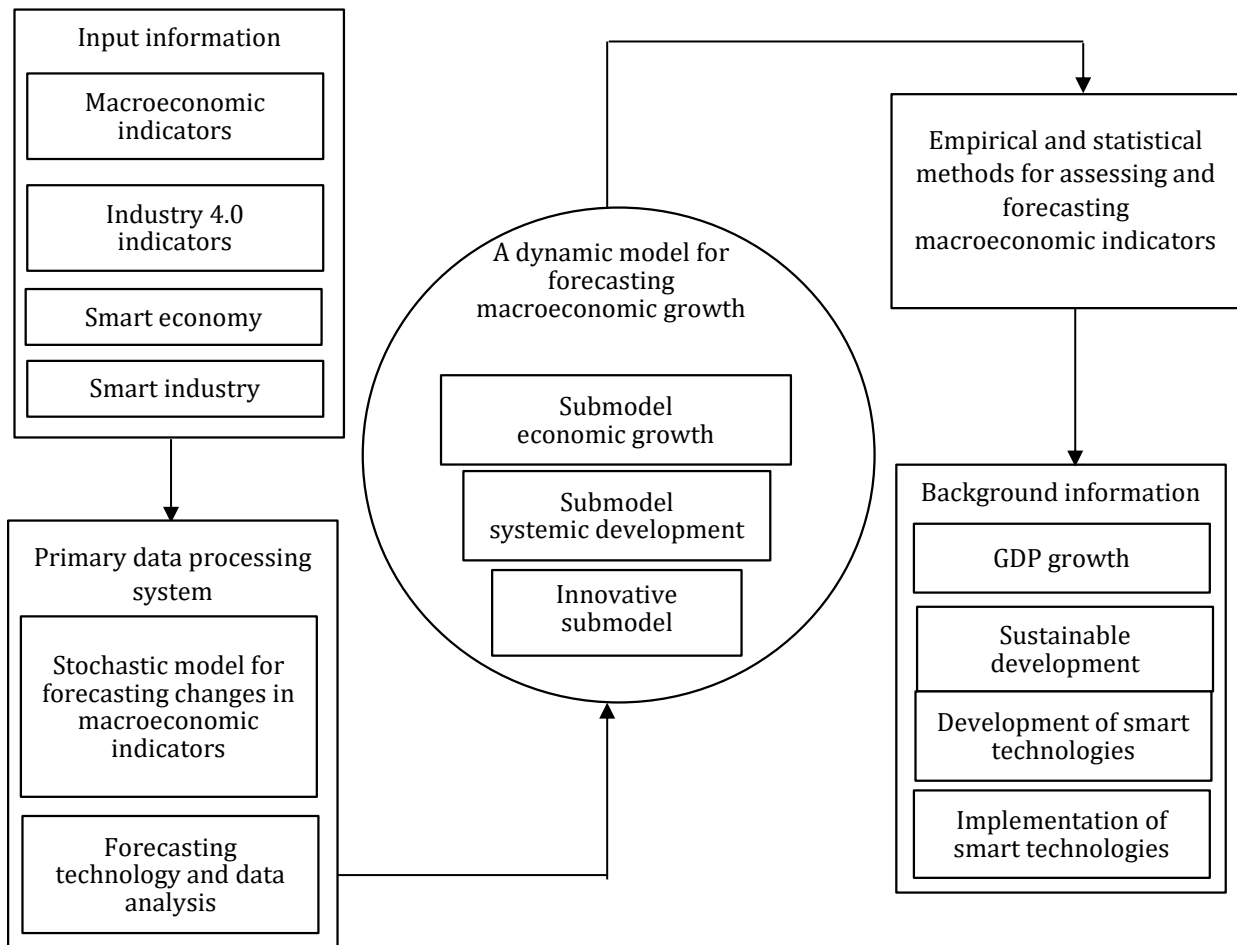 Input information
Macroeconomic
indicators
Industry 4.0
indicators
Smart economy
Smart industry
Primary data processing
system
Stochastic model for
forecasting changes in
macroeconomic
indicators
Forecasting
technology and data
analysis
A dynamic model for
forecasting
macroeconomic growth
Submodel
economic growth
Submodel
systemic development
Innovative
submodel
Empirical and statistical
methods for assessing and
forecasting
macroeconomic indicators
Background information
GDP growth
Sustainable
development
Development of smart
technologies
Implementation of
smart technologies